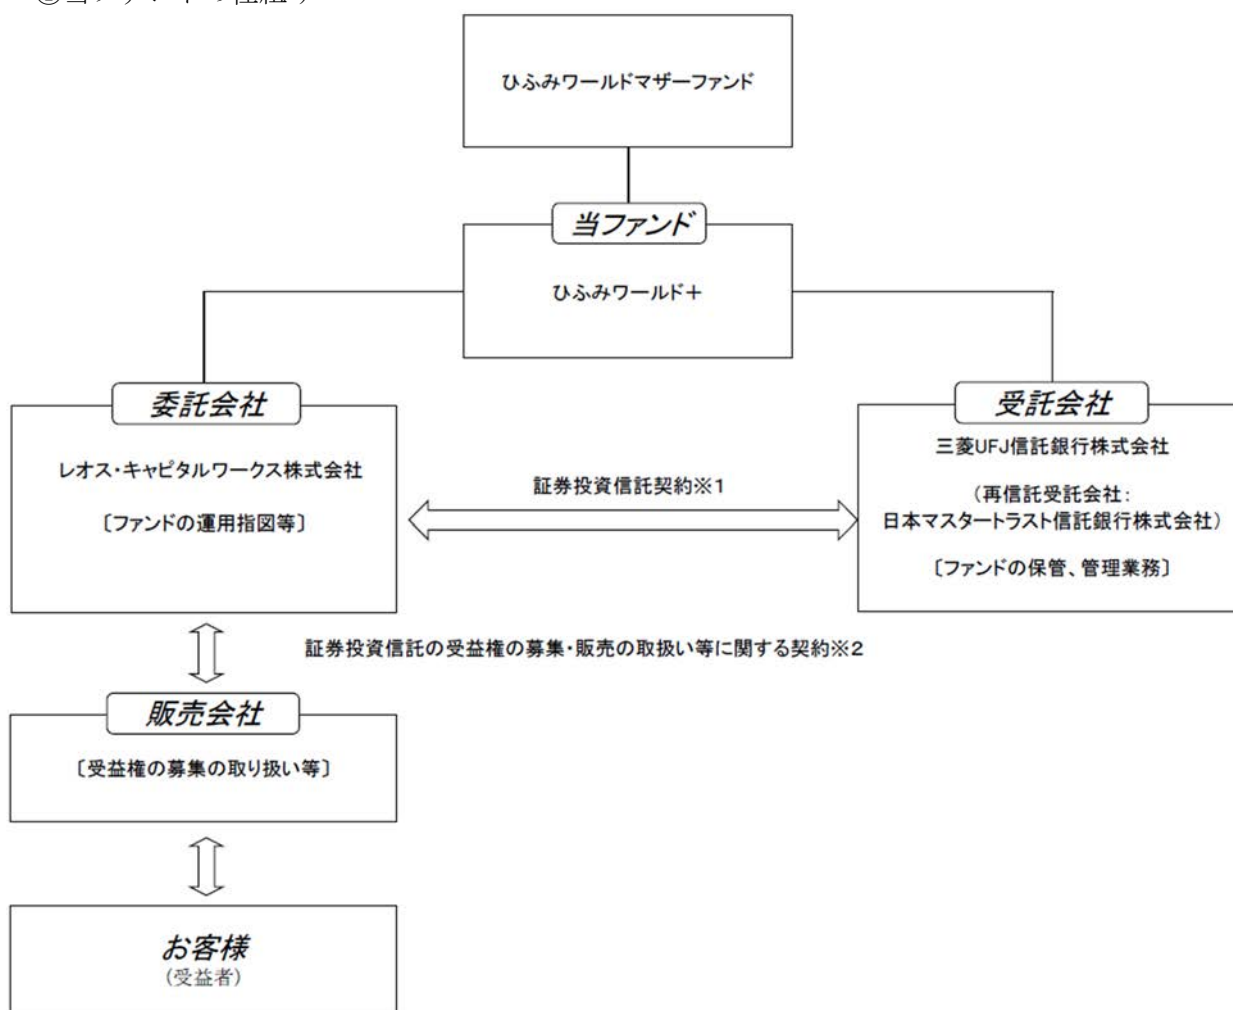 ひふみワールドマザーファンド
当ファンド
ひふみワールド＋
委託会社
レオス・キャピタルワークス株式会社
〔ファンドの運用指図等〕
証券投資信託契約※1
受託会社
三菱UFJ信託銀行株式会社
（再信託受託会社：
日本マスタートラスト信託銀行株式会社）
〔ファンドの保管、管理業務〕
証券投資信託の受益権の募集・販売の取扱い等に関する契約※2
販売会社
〔受益権の募集の取り扱い等〕
お客様
(受益者)